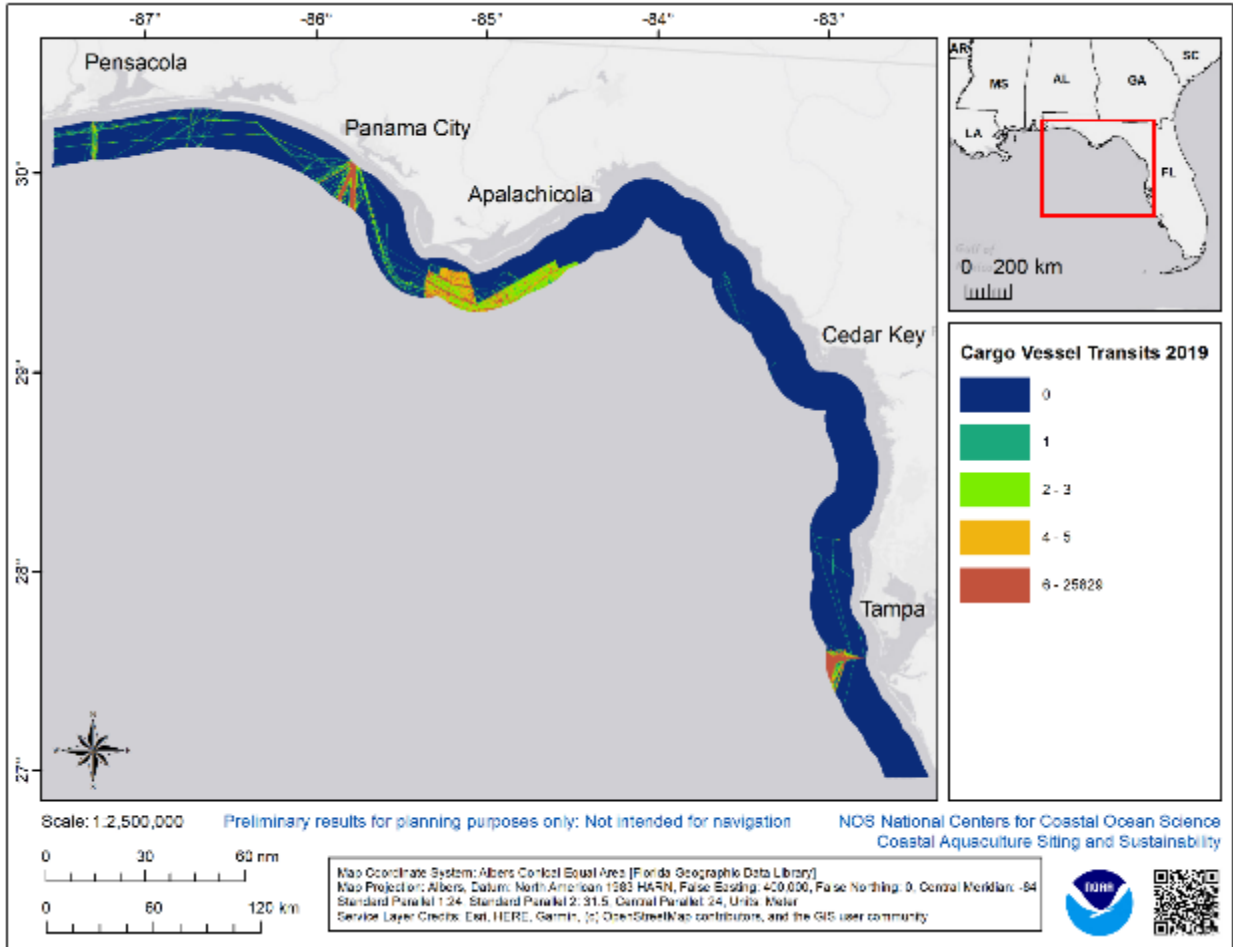 -87° -86° -85° -84° -83°
Pensacola
Panama City
Apalachicola
Cedar Key
Tampa
30°
29°
28°
27°
AR
MS
AL
GA
SC
LA
FL
Gulf of
0 200 km
Cargo Vessel Transits 2019
0
1
2 - 3
4 - 5
6 - 25829
N
Scale: 1:2,500,000
Preliminary results for planning purposes only: Not intended for navigation
NOS National Centers for Coastal Ocean Science
Coastal Aquaculture Siting and Sustainability
0 30 60 nm
0 60 120 km
Map Coordinate System: Albers Conical Equal Area [Florida Geographic Data Library]
Map Projection: Albers, Datum: North American 1983 HARN, False Easting: 400,000, False Northing: 0, Central Meridian: -84
Standard Parallel 1:24, Standard Parallel 2: 31.5, Central Parallel: 24, Units: Meter
Service Layer Credits: Esri, HERE, Garmin, (c) OpenStreetMap contributors, and the GIS user community
NOAA